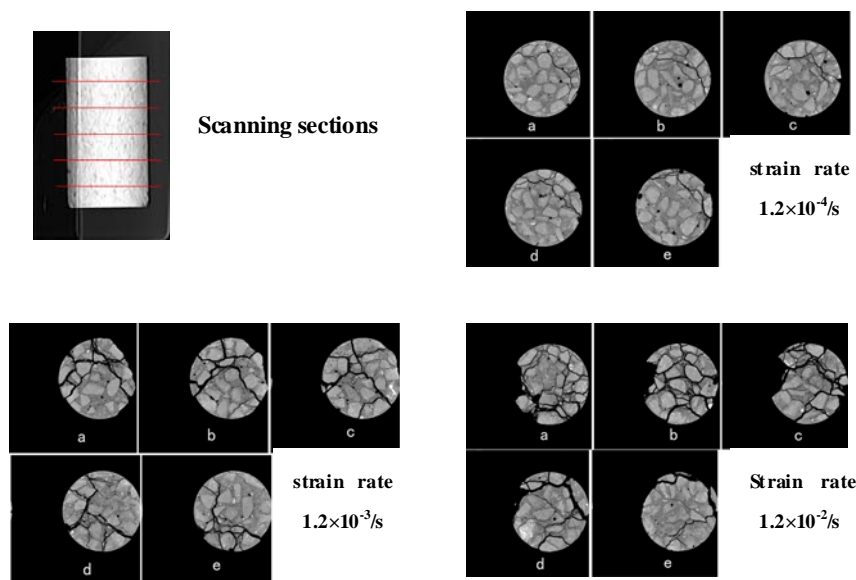 Scanning sections
a
b
c
d
e
strain rate
1.2×10⁻⁴/s
a
b
c
d
e
strain rate
1.2×10⁻³/s
a
b
c
d
e
Strain rate
1.2×10⁻²/s